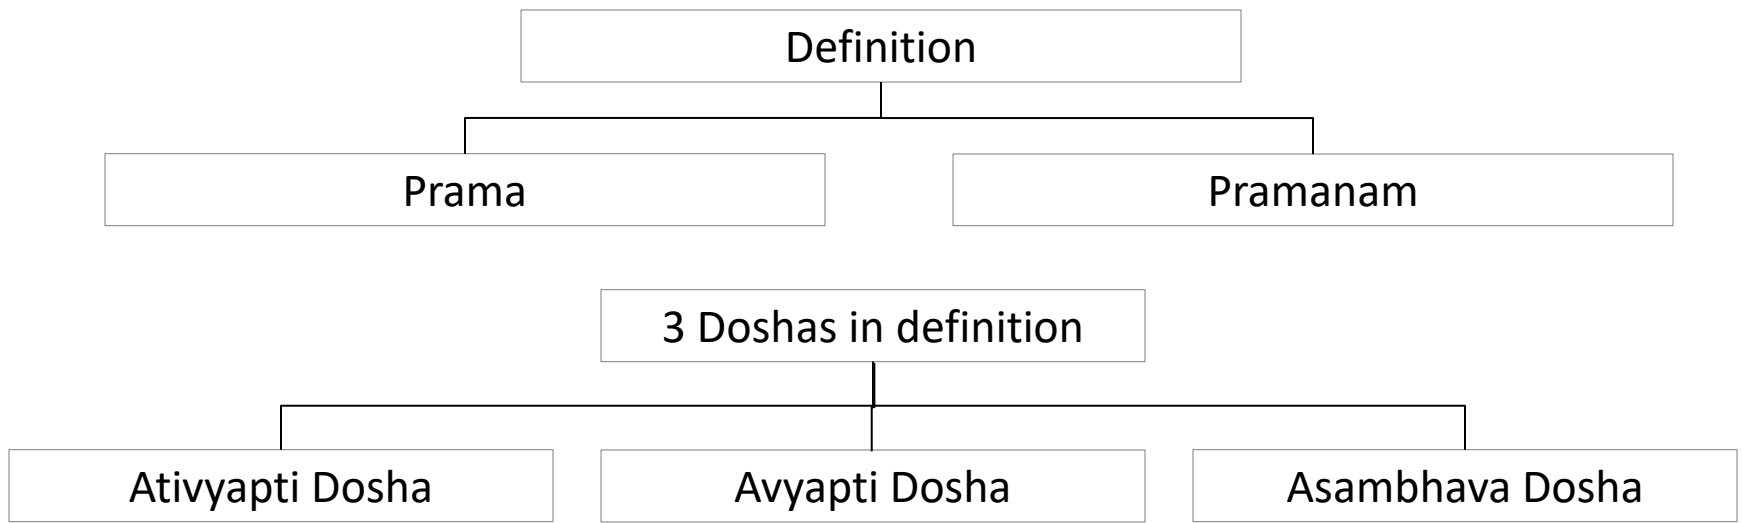 Definition
Prama
Pramanam
3 Doshas in definition
Ativyapti Dosha
Avyapti Dosha
Asambhava Dosha